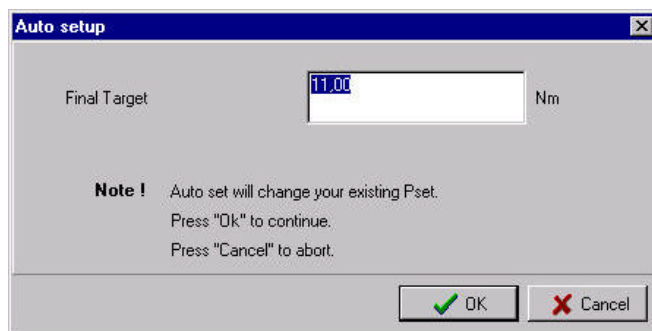 Auto setup
Final Target 11,00 Nm
Note ! Auto set will change your existing Pset.
Press "Ok" to continue.
Press "Cancel" to abort.
OK Cancel